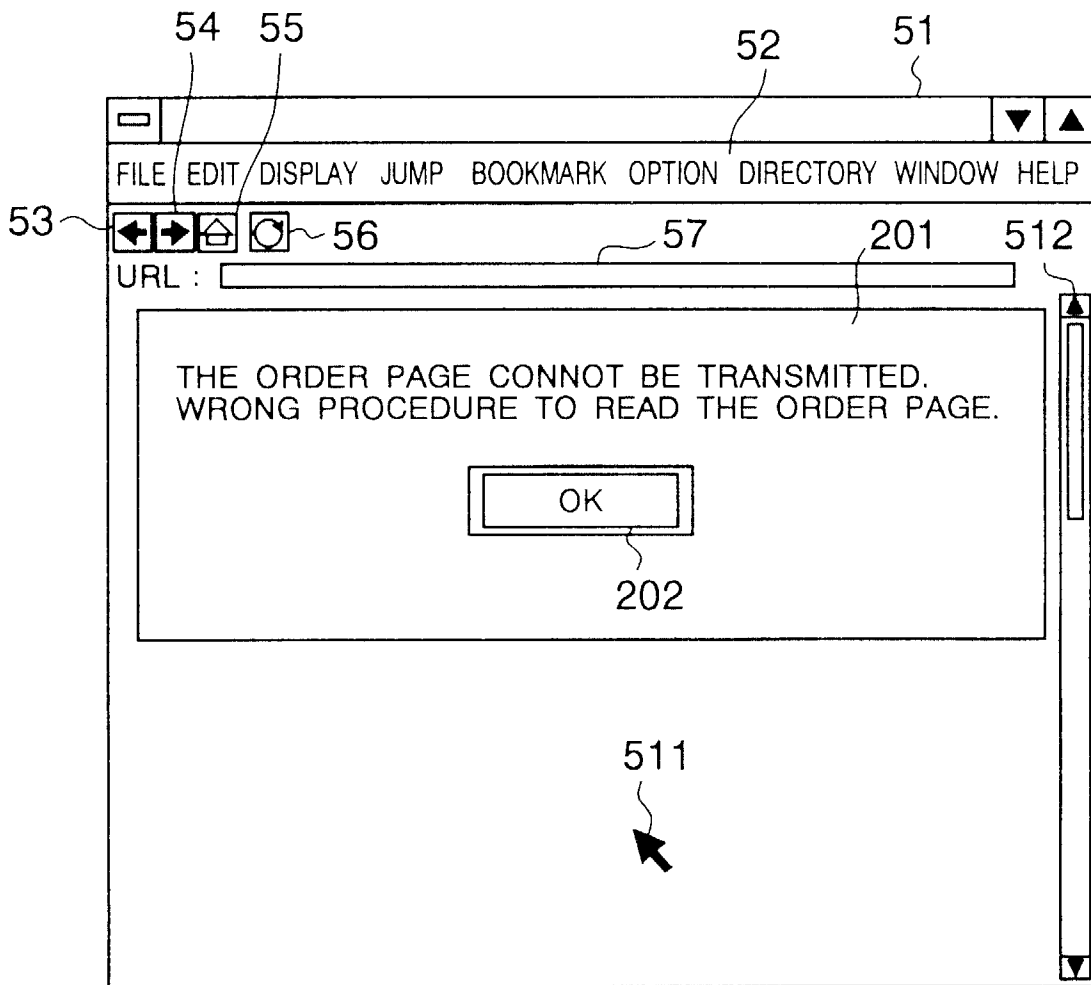 54 55 52 51
FILE EDIT DISPLAY JUMP BOOKMARK OPTION DIRECTORY WINDOW HELP
53 56 57 201 512
URL :
THE ORDER PAGE CONNOT BE TRANSMITTED.
WRONG PROCEDURE TO READ THE ORDER PAGE.
OK
202
511